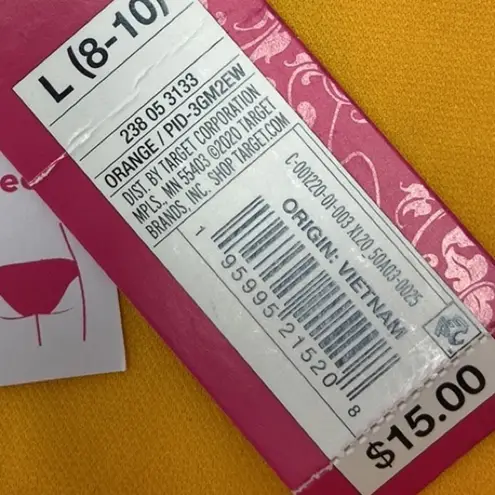 L (8-10)
238 05 3133
ORANGE / PID-3GM2EW
DIST. BY TARGET CORPORATION
MPLS, MN 55403 ©2020 TARGET
BRANDS, INC. SHOP TARGET.COM
C-00220-01-003 X120 50A03-0025
ORIGIN: VIETNAM
1 95995 21520 8
$15.00